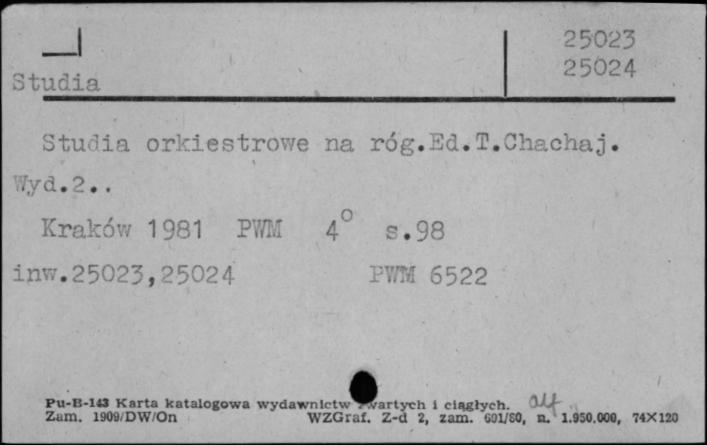 25023
25024
Studia
Studia orkiestrowe na róg.Ed.T.Chachaj.
Wyd.2..
Kraków 1981 PWM 4° s.98
inw.25023,25024 PWM 6522
Pu-B-143 Karta katalogowa wydawnictw zwartych i ciągłych.
Zam. 1909/DW/On WZGraf. Z-d 2, zam. 601/80, n. 1.950.000, 74X120